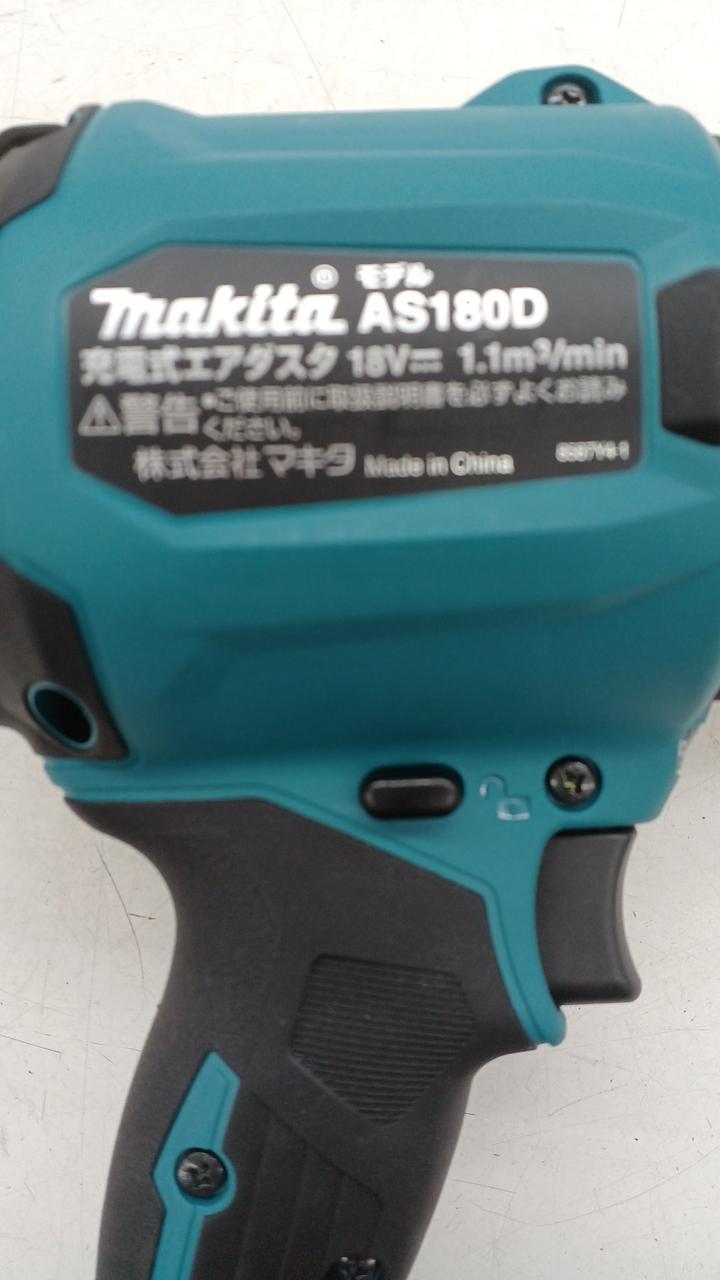 makita® モデル AS180D
充電式エアダスタ 18V⎓ 1.1m³/min
⚠警告 •ご使用前に取扱説明書を必ずよくお読み
ください。
株式会社マキタ Made in China